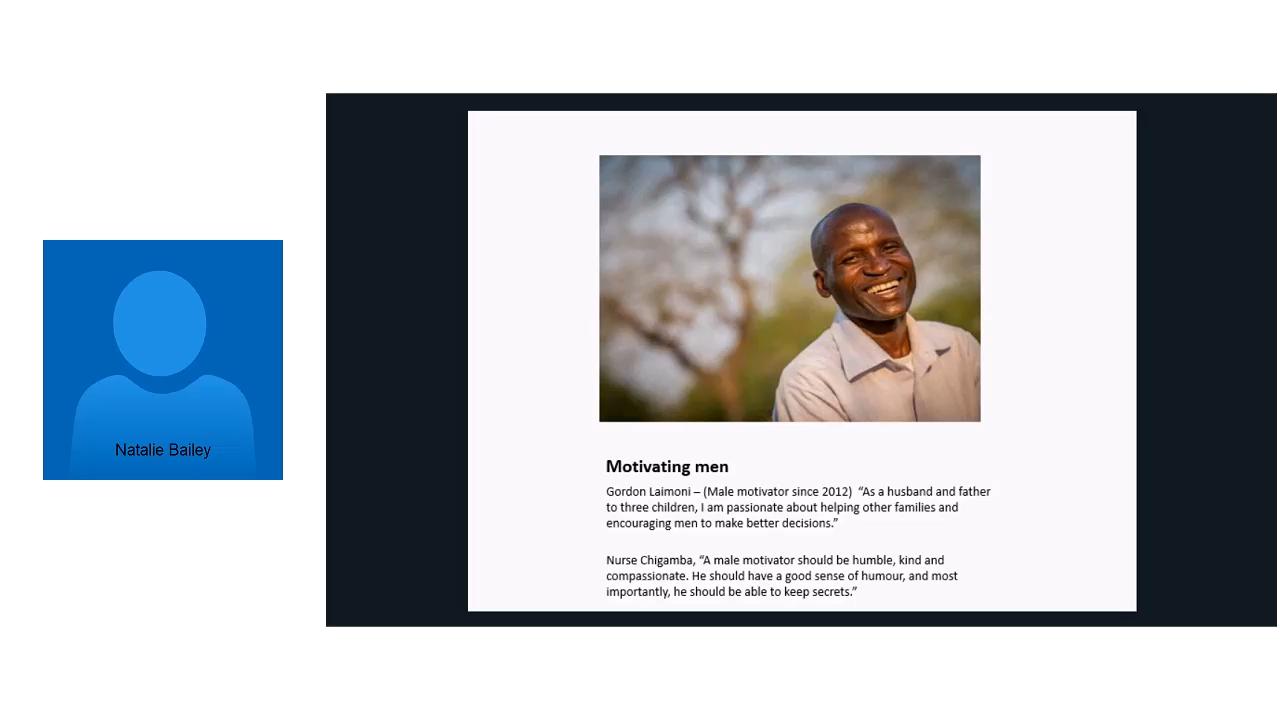 Natalie Bailey
Motivating men
Gordon Laimoni – (Male motivator since 2012)  “As a husband and father
to three children, I am passionate about helping other families and
encouraging men to make better decisions.”
Nurse Chigamba, “A male motivator should be humble, kind and
compassionate. He should have a good sense of humour, and most
importantly, he should be able to keep secrets.”